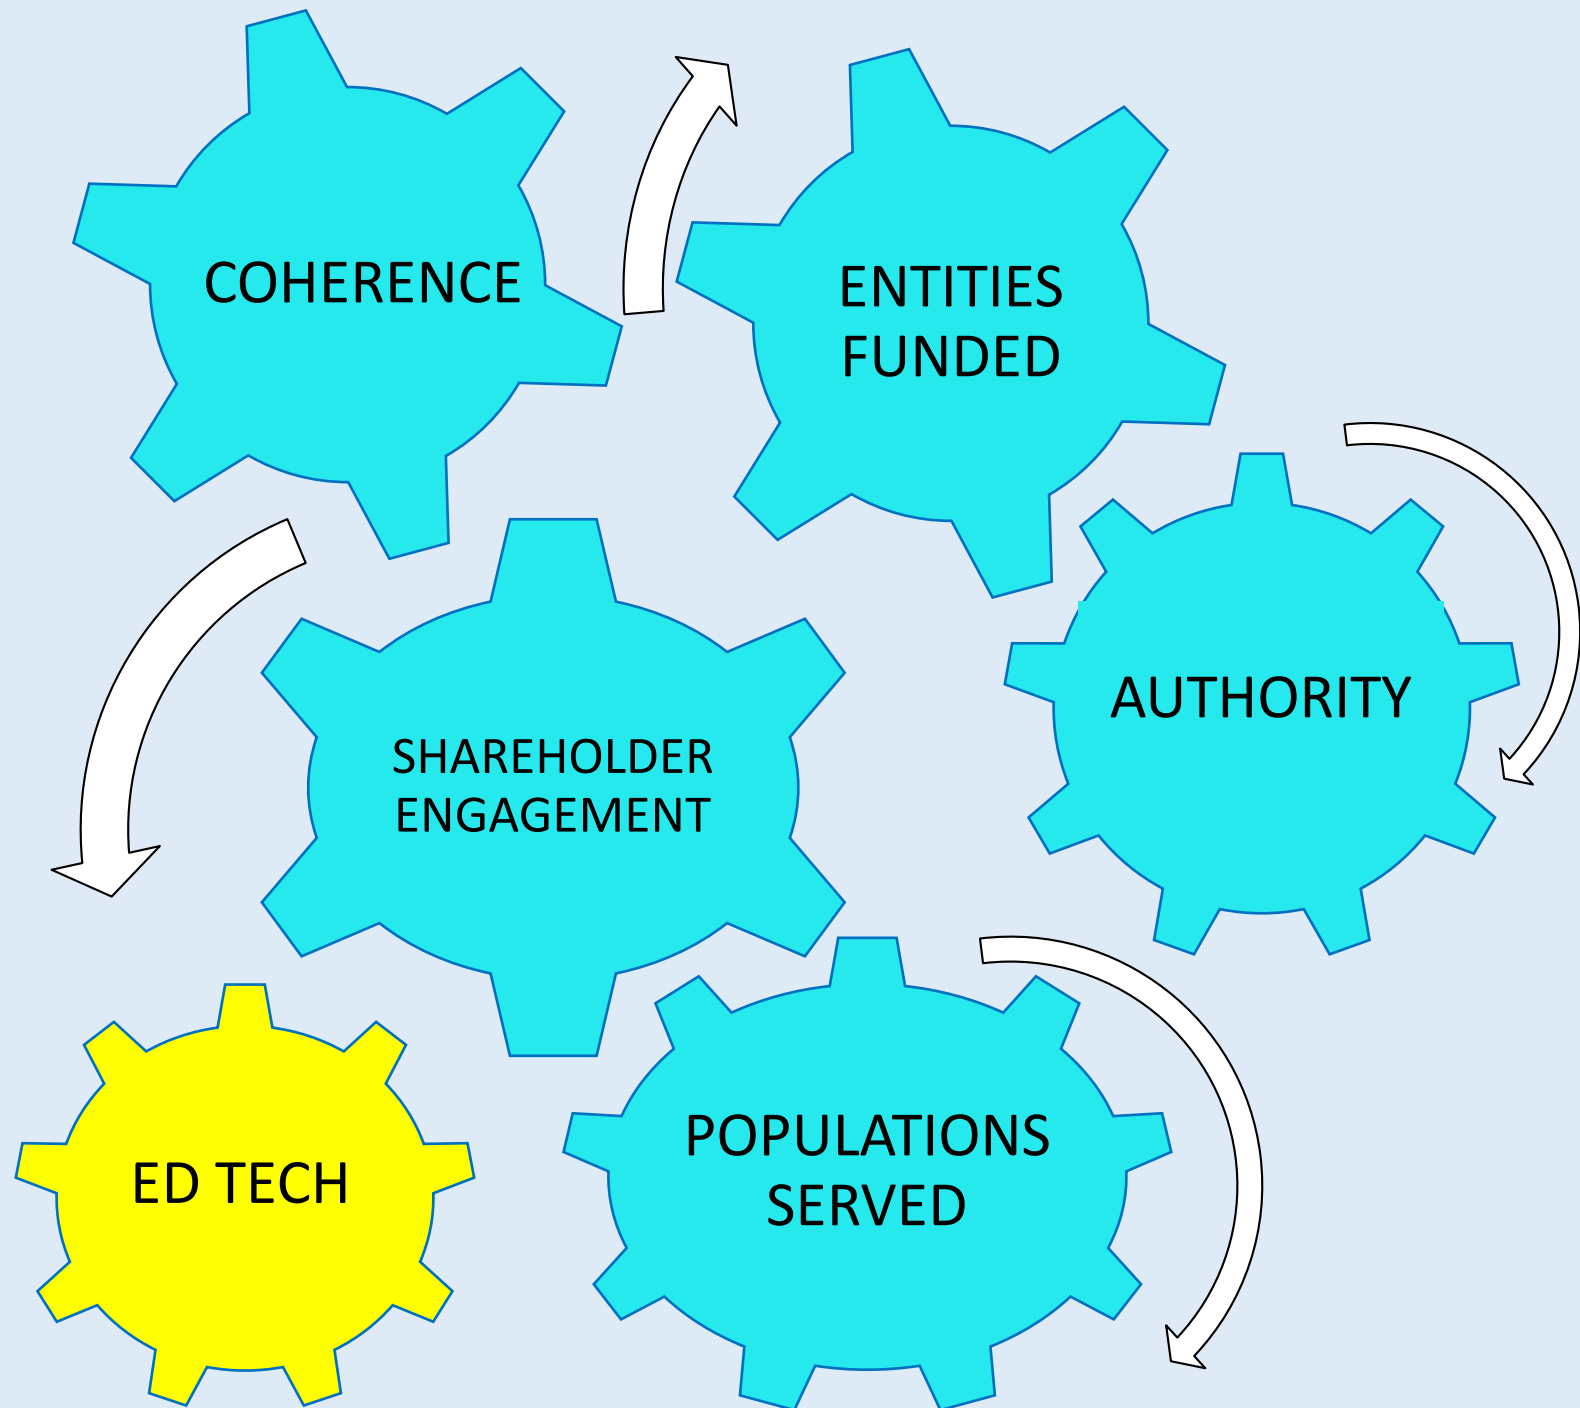 COHERENCE
ENTITIES
FUNDED
AUTHORITY
SHAREHOLDER
ENGAGEMENT
POPULATIONS
SERVED
ED TECH